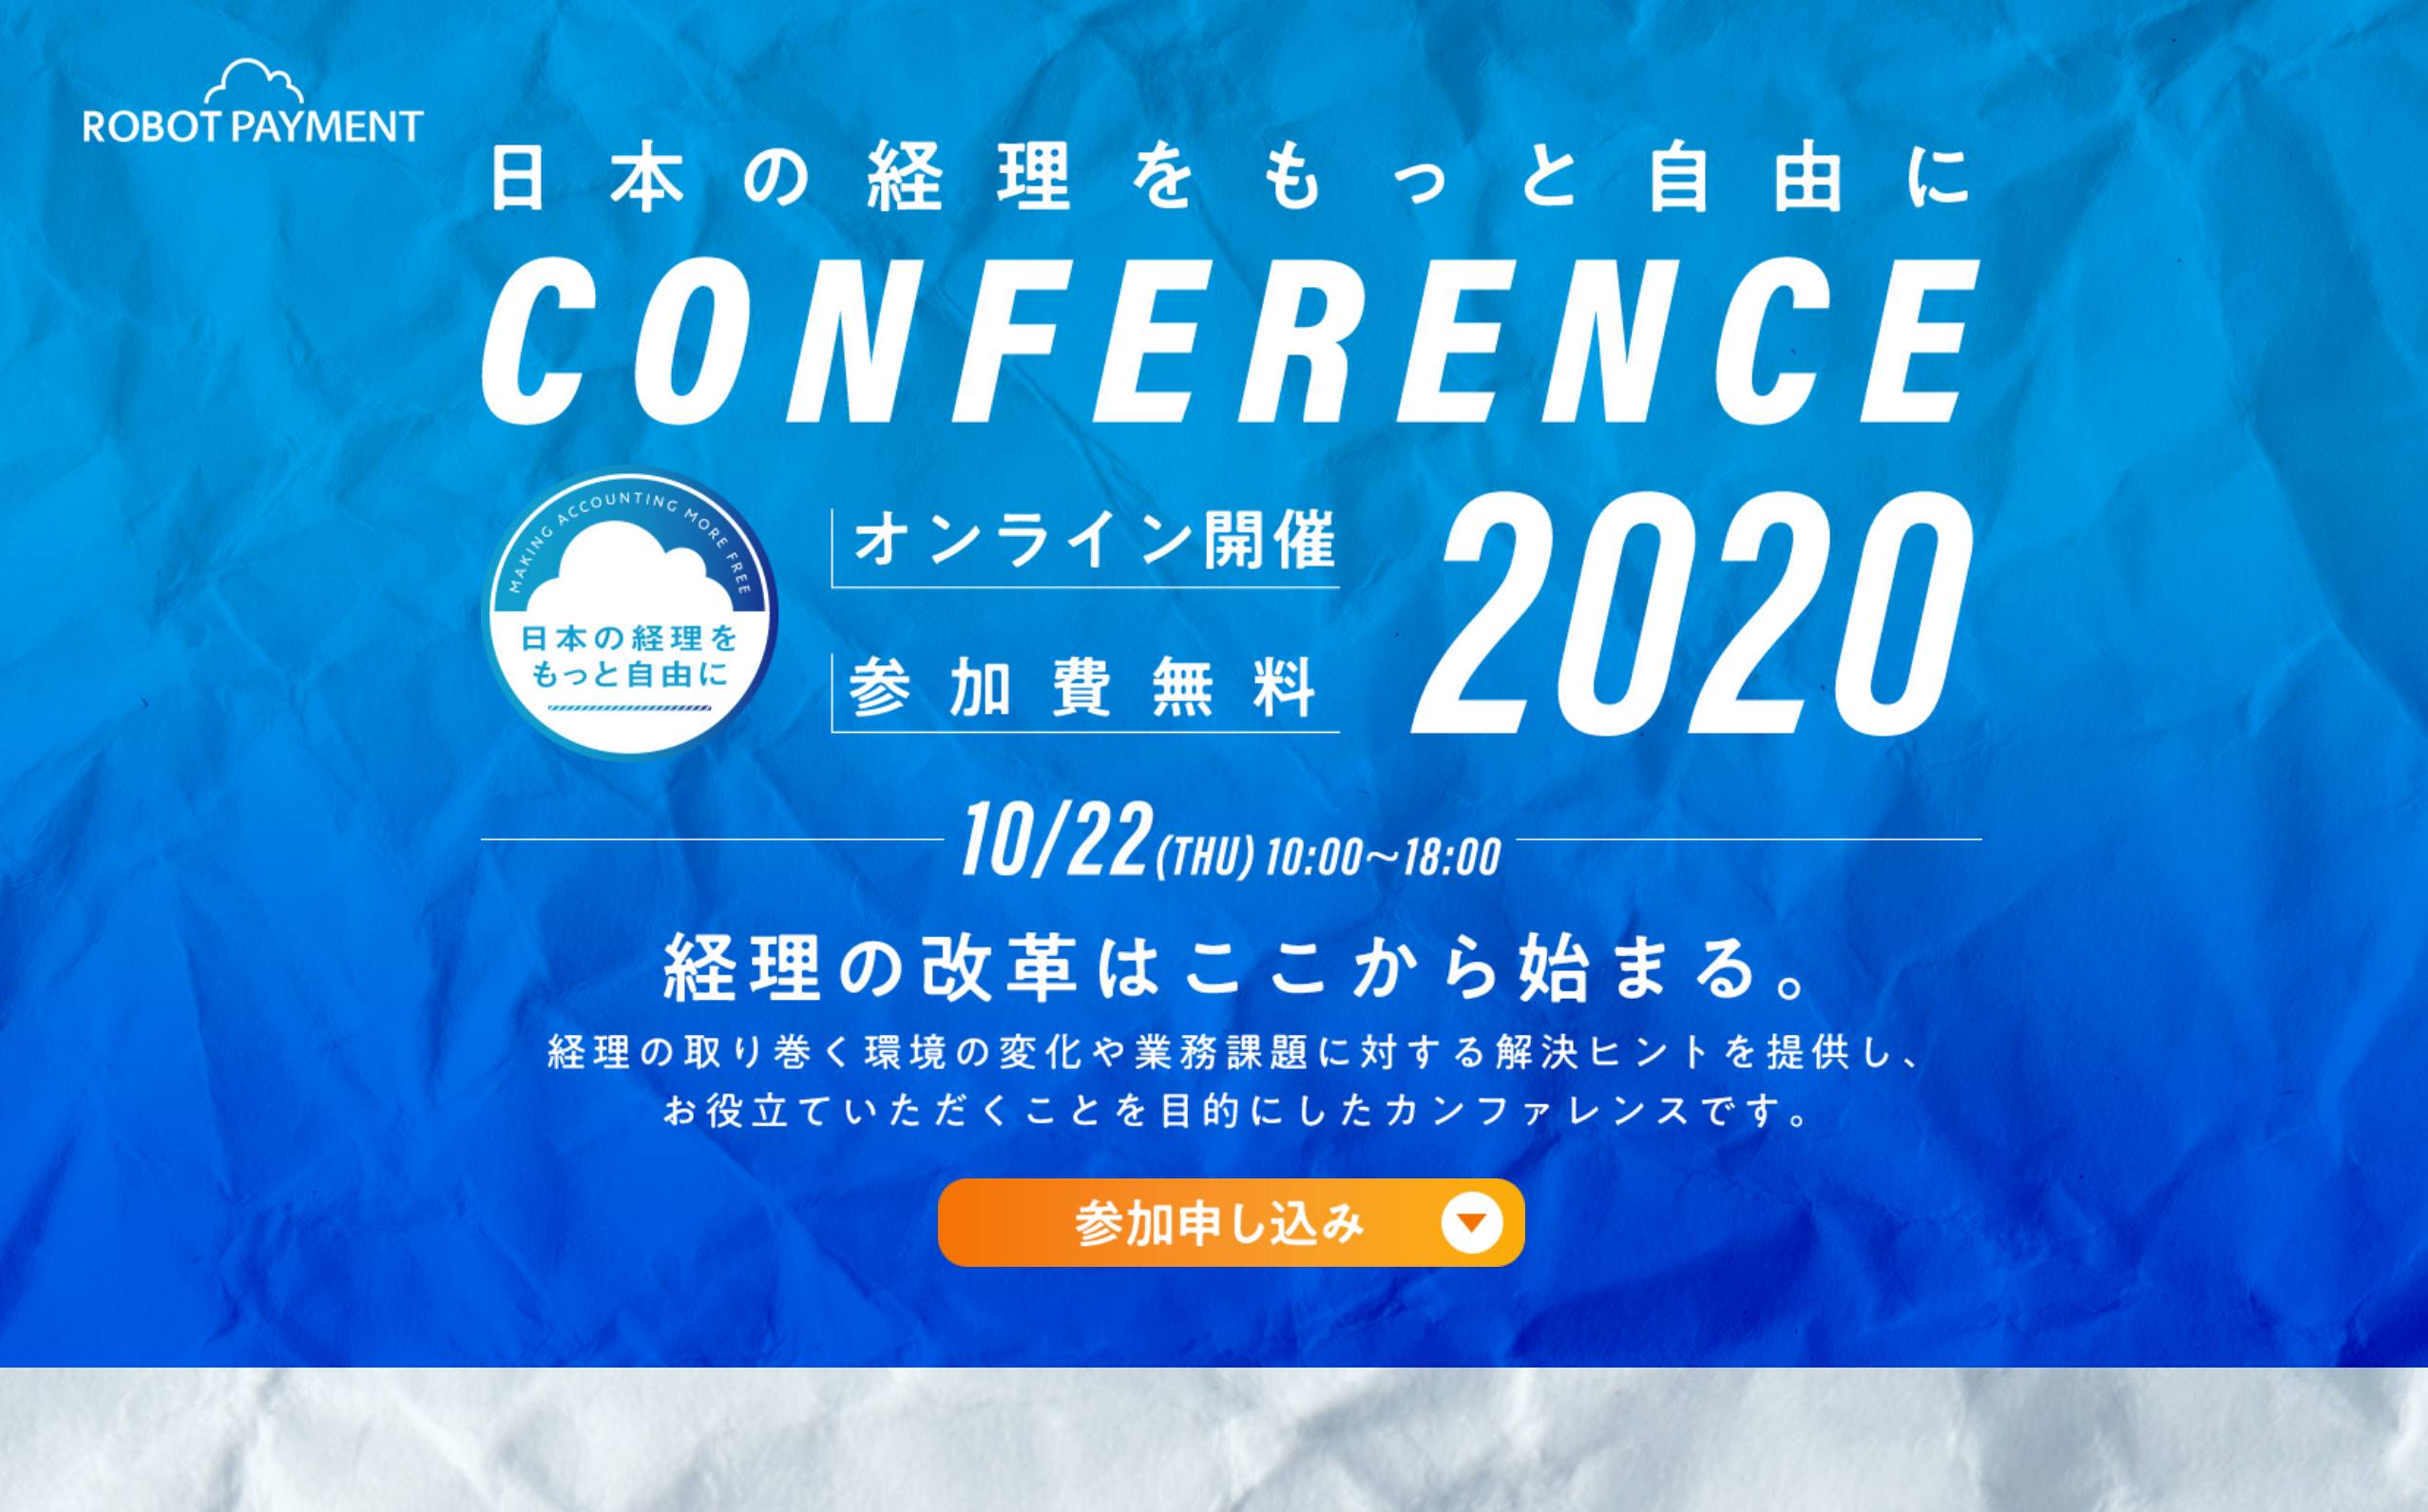 ROBOT PAYMENT
日本の経理をもっと自由に
CONFERENCE
MAKING ACCOUNTING MORE FREE
日本の経理を
もっと自由に
オンライン開催
参加費無料
2020
10/22(THU) 10:00〜18:00
経理の改革はここから始まる。
経理の取り巻く環境の変化や業務課題に対する解決ヒントを提供し、
お役立ていただくことを目的にしたカンファレンスです。
参加申し込み